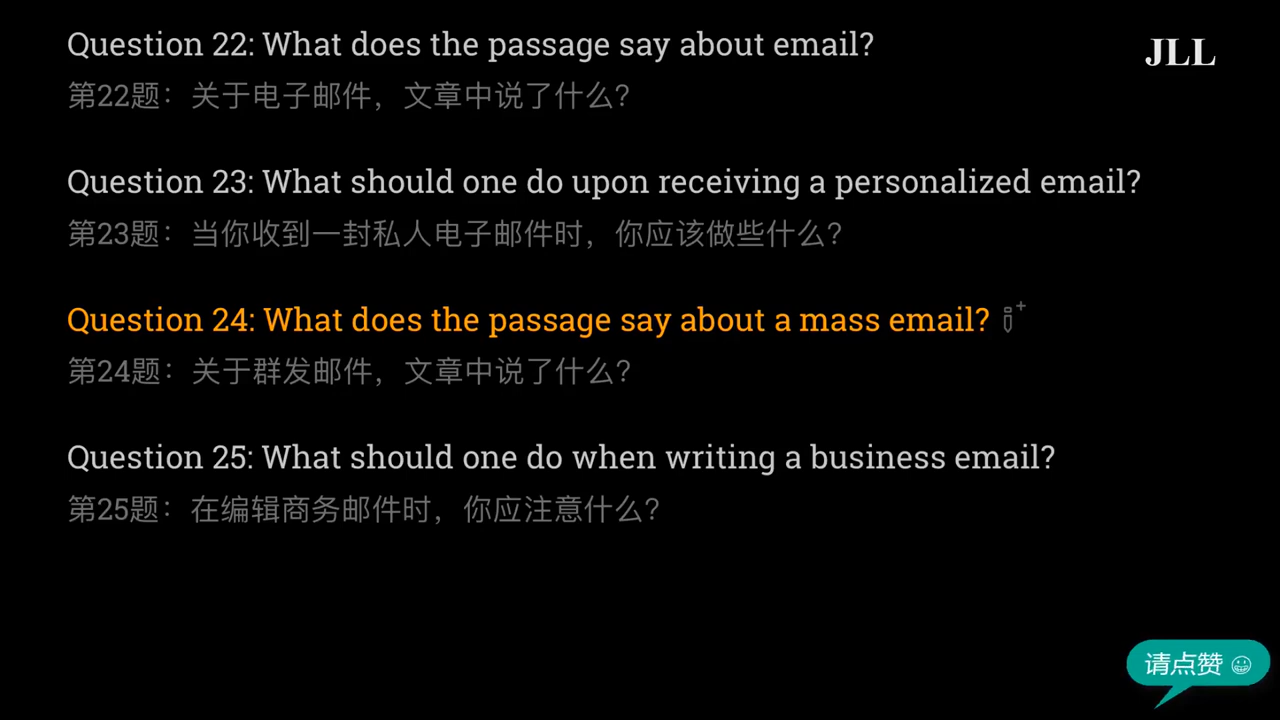 Question 22: What does the passage say about email?
JLL
第22题：关于电子邮件，文章中说了什么？
Question 23: What should one do upon receiving a personalized email?
第23题：当你收到一封私人电子邮件时，你应该做些什么？
Question 24: What does the passage say about a mass email?
第24题：关于群发邮件，文章中说了什么？
Question 25: What should one do when writing a business email?
第25题：在编辑商务邮件时，你应注意什么？
请点赞 😀